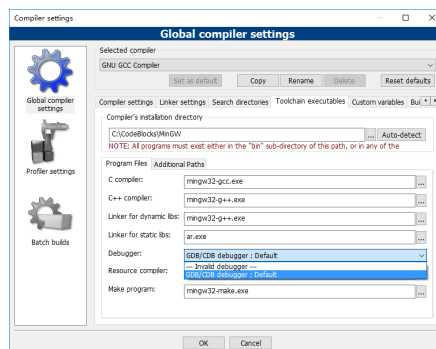 Compiler settings
Global compiler settings
Selected compiler
GNU GCC Compiler
Set as default
Copy
Rename
Delete
Reset defaults
Global compiler
settings
Profiler settings
Batch builds
Compiler settings
Linker settings
Search directories
Toolchain executables
Custom variables
Bui
Compiler's installation directory
C:\CodeBlocks\MinGW
...
Auto-detect
NOTE: All programs must exist either in the "bin" sub-directory of this path, or in any of the
Program Files
Additional Paths
C compiler:
mingw32-gcc.exe
...
C++ compiler:
mingw32-g++.exe
...
Linker for dynamic libs:
mingw32-g++.exe
...
Linker for static libs:
ar.exe
...
Debugger:
GDB/CDB debugger : Default
--- Invalid debugger ---
GDB/CDB debugger : Default
Resource compiler:
...
Make program:
mingw32-make.exe
...
OK
Cancel